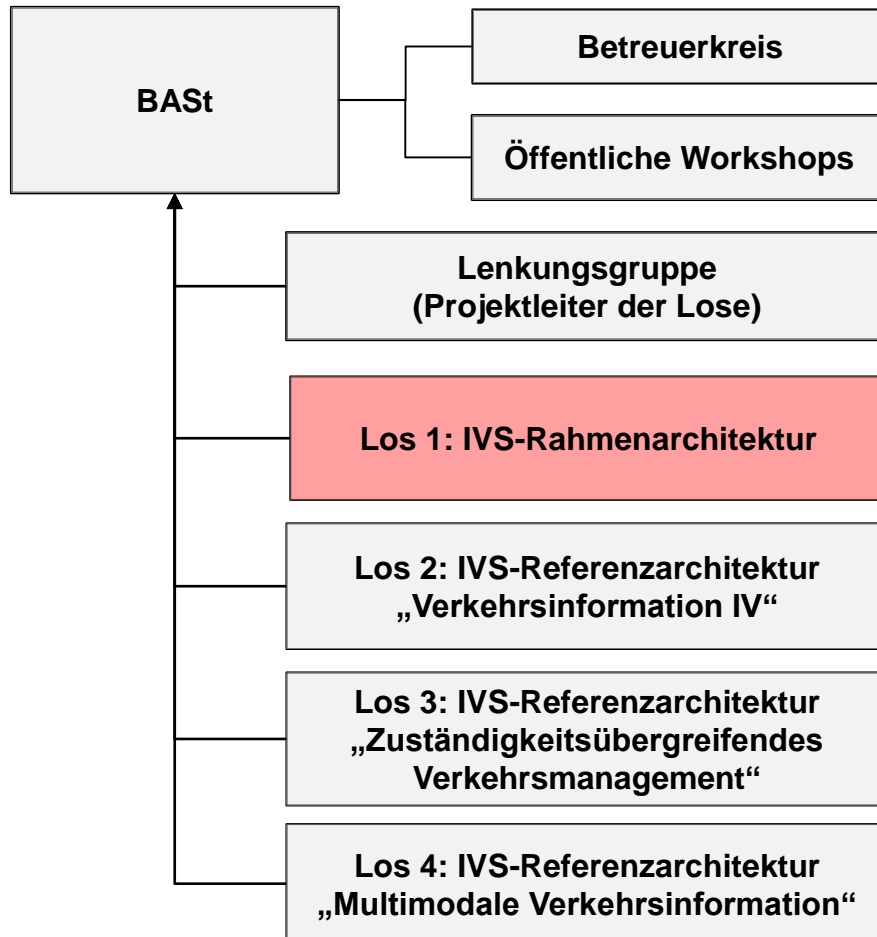 BASt
Betreuerkreis
Öffentliche Workshops
Lenkungsgruppe
(Projektleiter der Lose)
Los 1: IVS-Rahmenarchitektur
Los 2: IVS-Referenzarchitektur
„Verkehrsinformation IV“
Los 3: IVS-Referenzarchitektur
„Zuständigkeitsübergreifendes
Verkehrsmanagement“
Los 4: IVS-Referenzarchitektur
„Multimodale Verkehrsinformation“